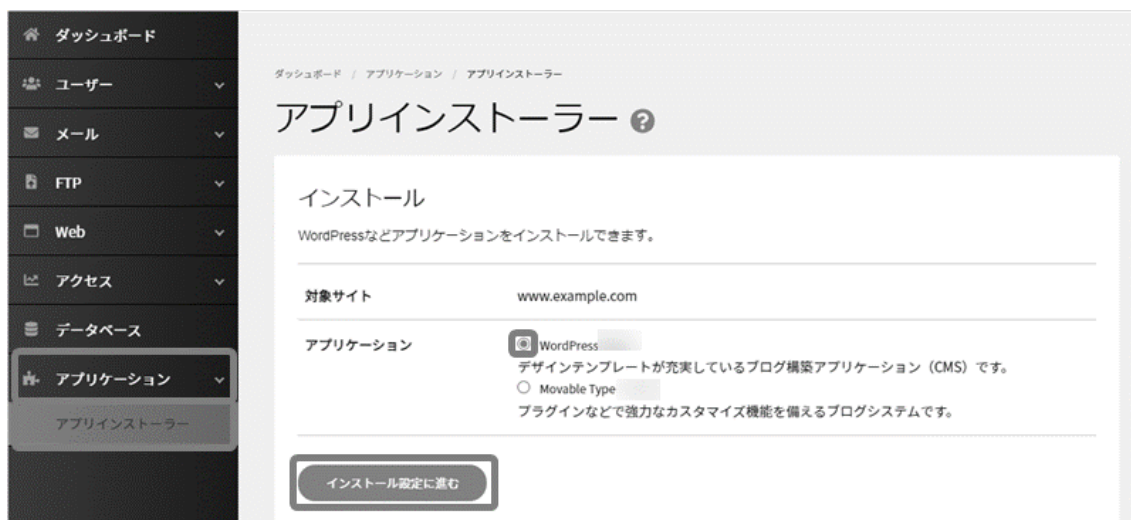 ダッシュボード
ユーザー
メール
FTP
Web
アクセス
データベース
アプリケーション
アプリインストーラー
ダッシュボード / アプリケーション / アプリインストーラー
アプリインストーラー ?
インストール
WordPressなどアプリケーションをインストールできます。
対象サイト www.example.com
アプリケーション WordPress
デザインテンプレートが充実しているブログ構築アプリケーション（CMS）です。
Movable Type
プラグインなどで強力なカスタマイズ機能を備えるブログシステムです。
インストール設定に進む